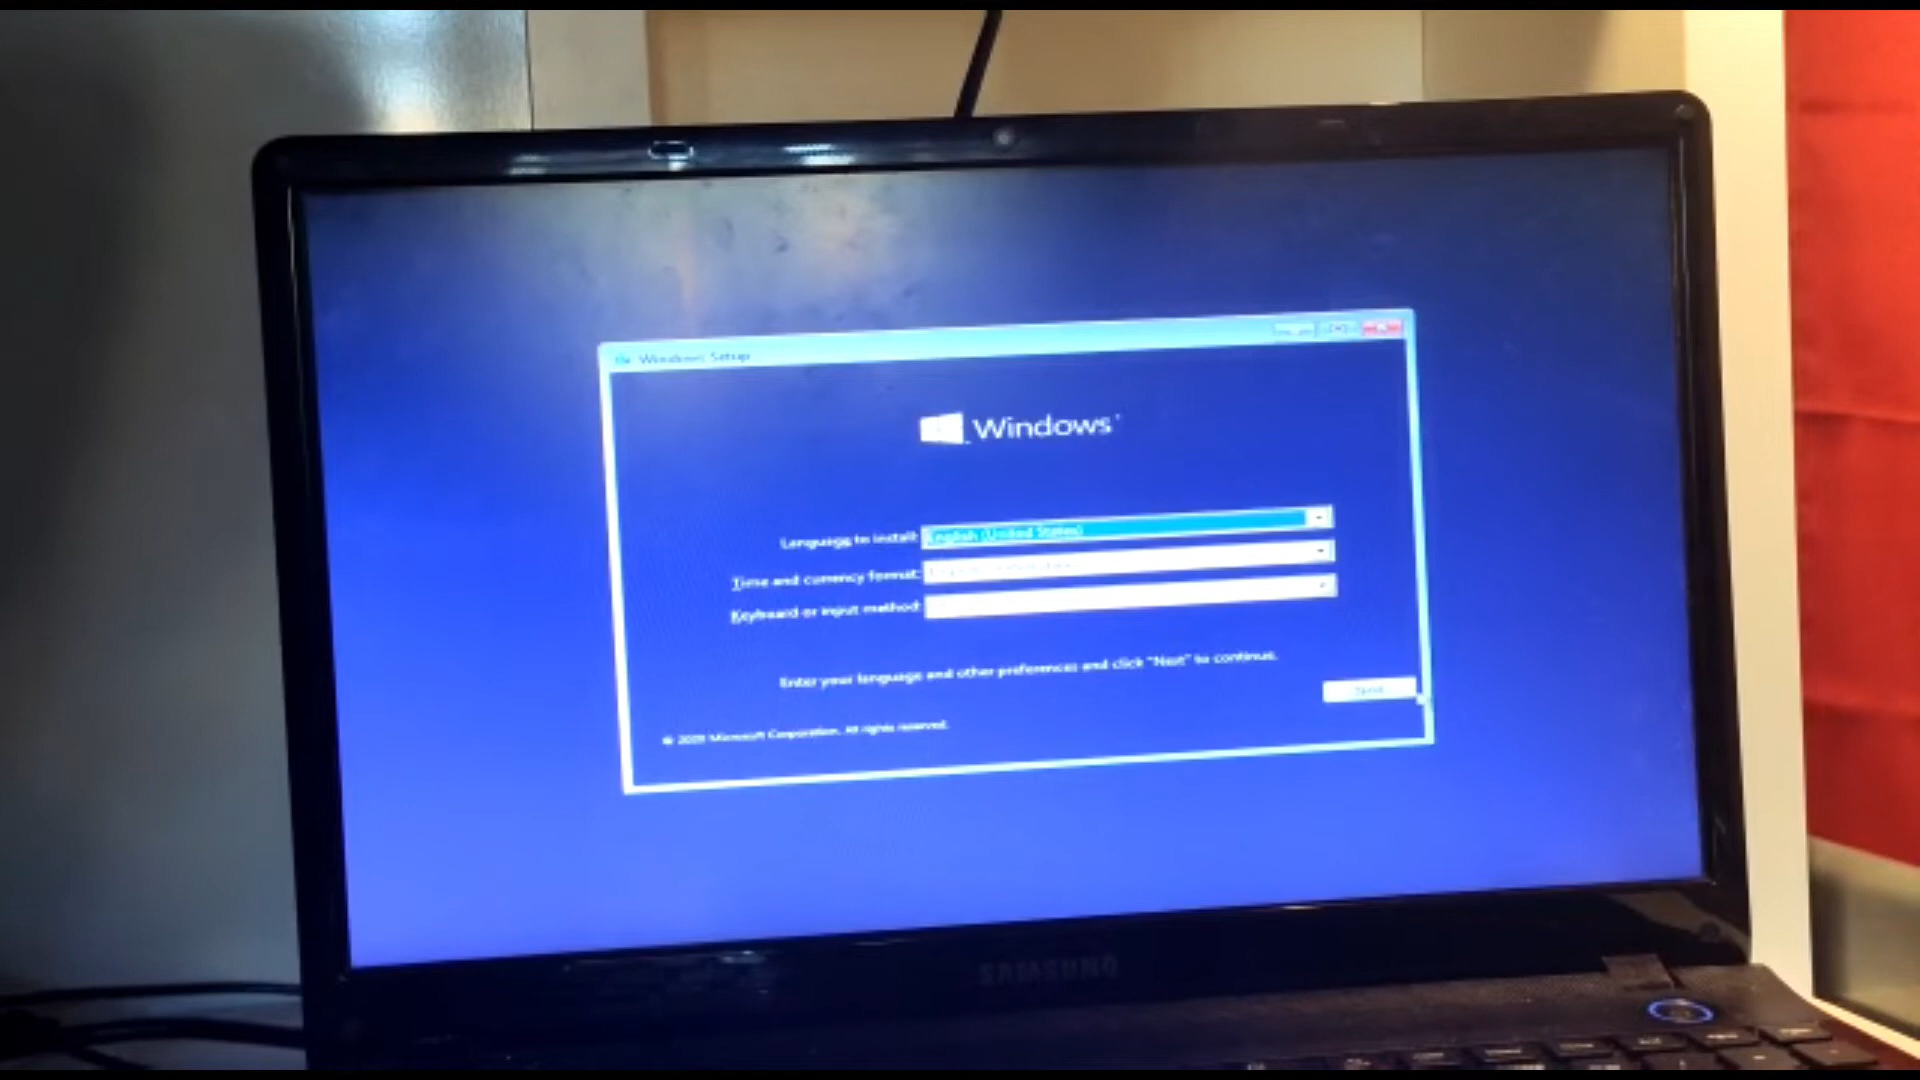 Windows Setup
Windows
Language to install: English (United States)
Time and currency format:
Keyboard or input method:
Enter your language and other preferences and click "Next" to continue.
Next
Microsoft Corporation. All rights reserved.
SAMSUNG